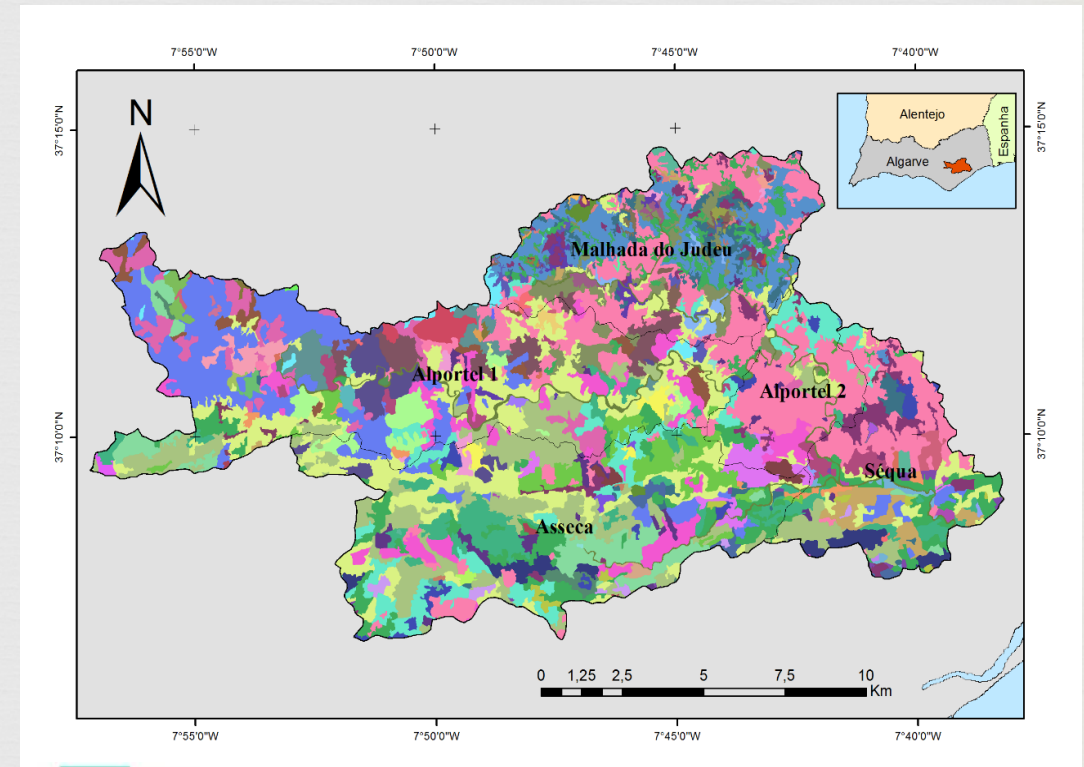 7°55'0"W 7°50'0"W 7°45'0"W 7°40'0"W
N
37°15'0"N
37°15'0"N
Alentejo
Espanha
Algarve
Malhada do Judeu
Alportel 1
Alportel 2
37°10'0"N
37°10'0"N
Séqua
Asseca
0 1,25 2,5 5 7,5 10
Km
7°55'0"W 7°50'0"W 7°45'0"W 7°40'0"W